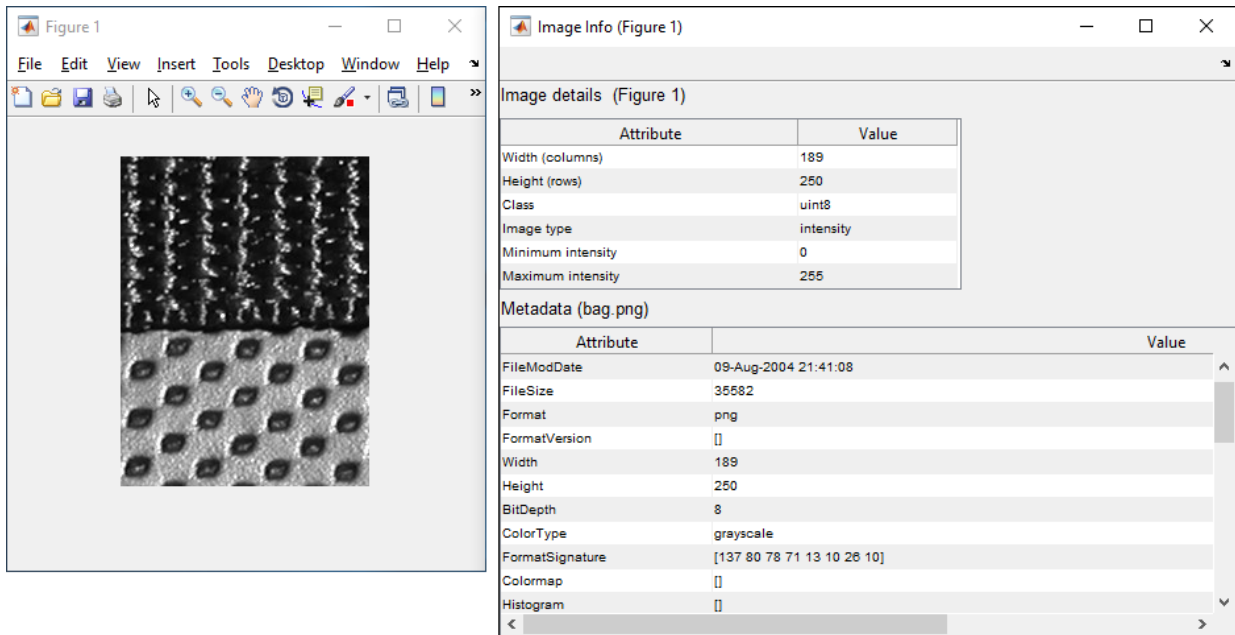 Figure 1
File Edit View Insert Tools Desktop Window Help
Image Info (Figure 1)
Image details (Figure 1)
Attribute Value
Width (columns) 189
Height (rows) 250
Class uint8
Image type intensity
Minimum intensity 0
Maximum intensity 255
Metadata (bag.png)
Attribute Value
FileModDate 09-Aug-2004 21:41:08
FileSize 35582
Format png
FormatVersion []
Width 189
Height 250
BitDepth 8
ColorType grayscale
FormatSignature [137 80 78 71 13 10 26 10]
Colormap []
Histogram []